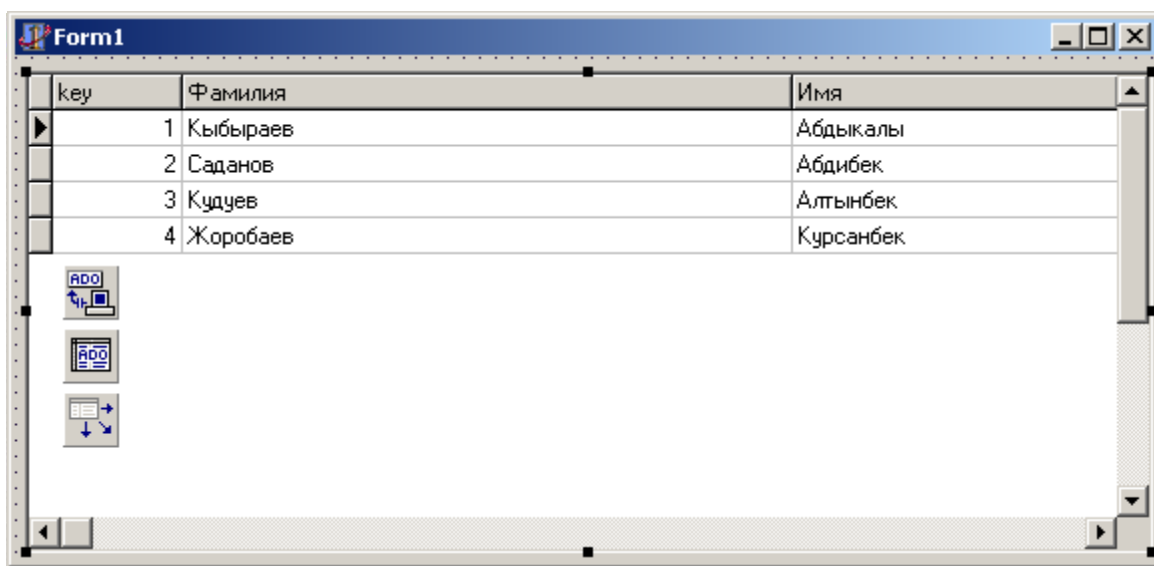 Form1
key Фамилия Имя
1 Кыбыраев Абдыкалы
2 Саданов Абдибек
3 Кудуев Алтынбек
4 Жоробаев Курсанбек
ADO
ADO